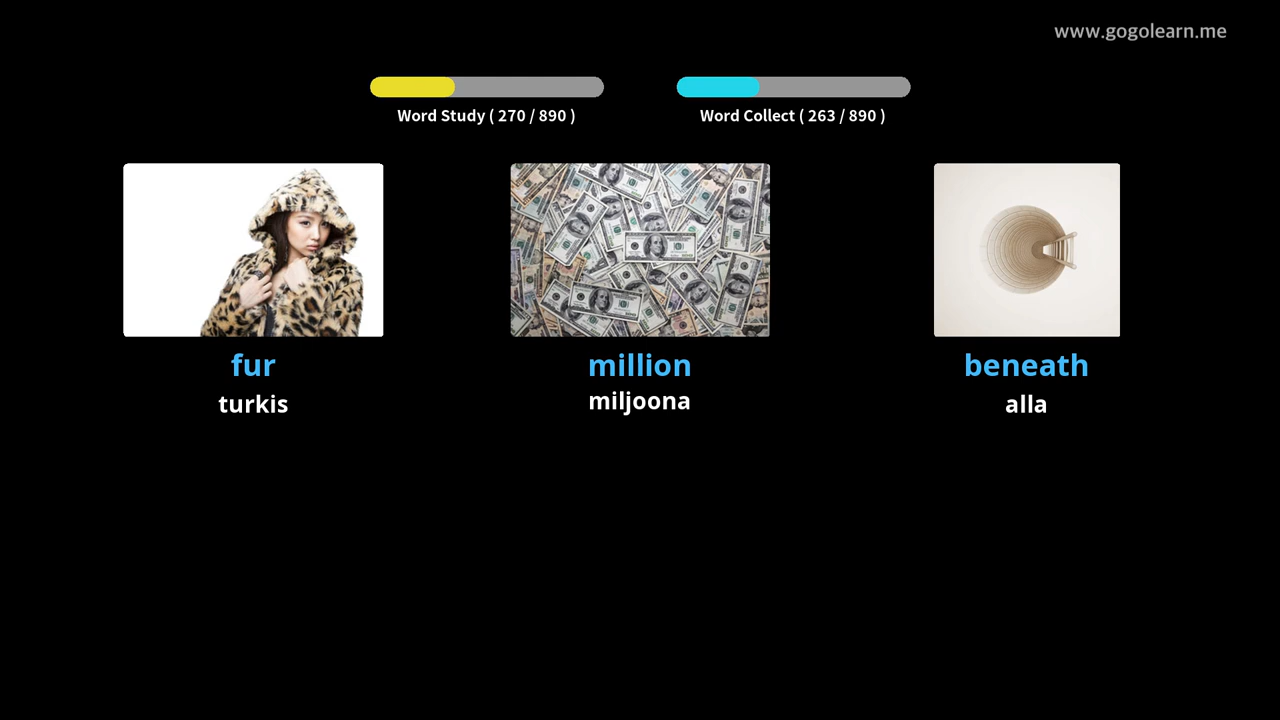 www.gogolearn.me
Word Study ( 270 / 890 )
Word Collect ( 263 / 890 )
fur
turkis
million
miljoona
beneath
alla